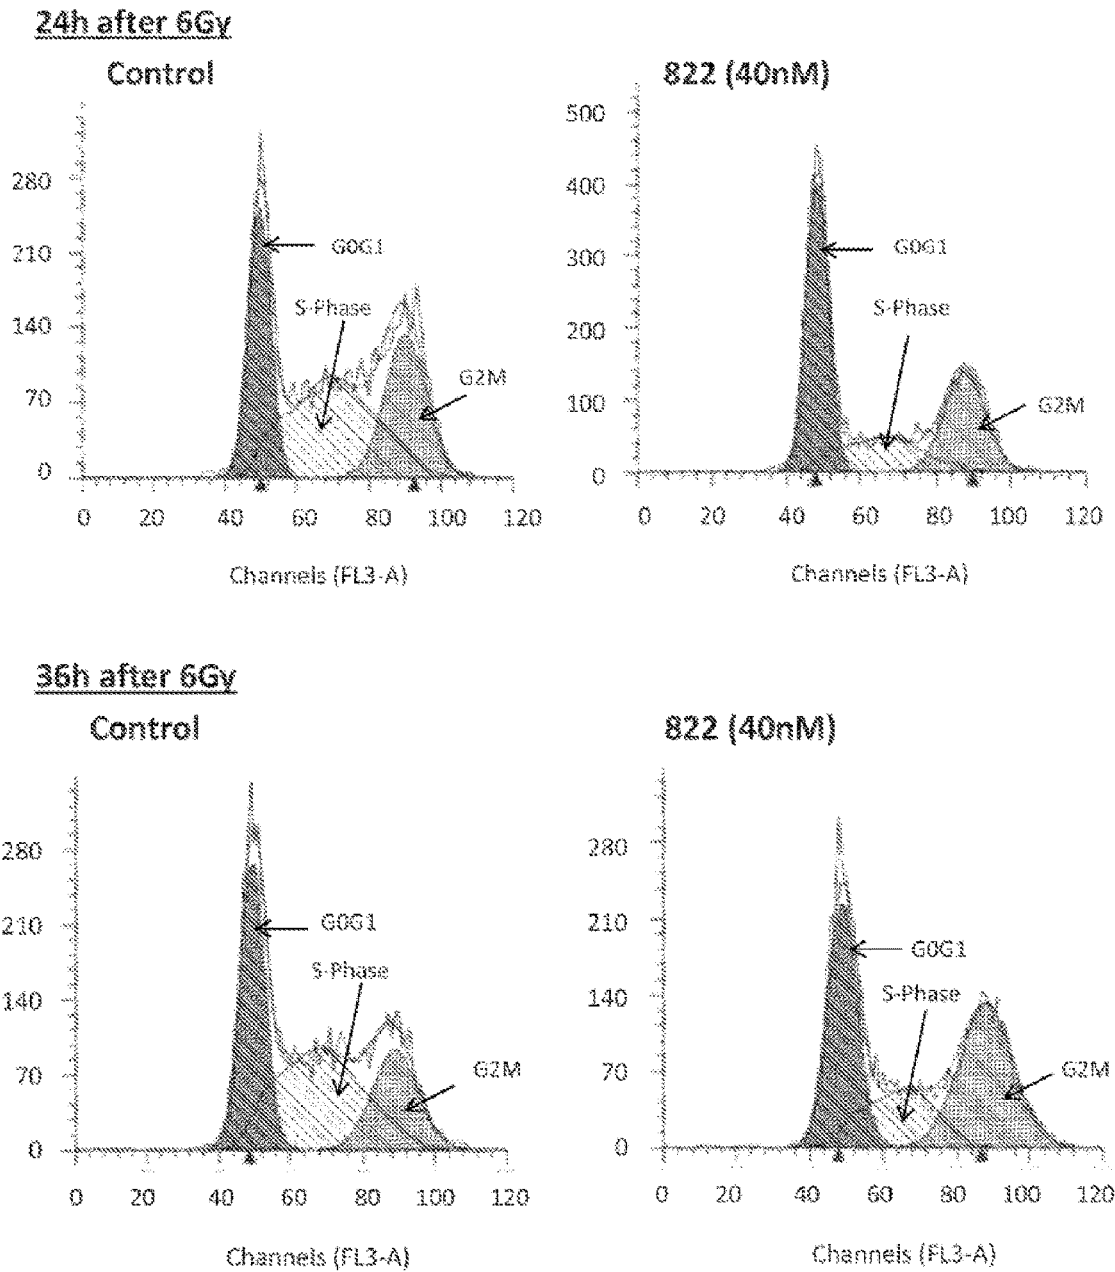 24h after 6Gy
Control
822 (40nM)
280
210
140
70
0
G0G1
S-Phase
G2M
0 20 40 60 80 100 120
Channels (FL3-A)
500
400
300
200
100
0
G0G1
S-Phase
G2M
0 20 40 60 80 100 120
Channels (FL3-A)
36h after 6Gy
Control
822 (40nM)
280
210
140
70
0
G0G1
S-Phase
G2M
0 20 40 60 80 100 120
Channels (FL3-A)
280
210
140
70
0
G0G1
S-Phase
G2M
0 20 40 60 80 100 120
Channels (FL3-A)